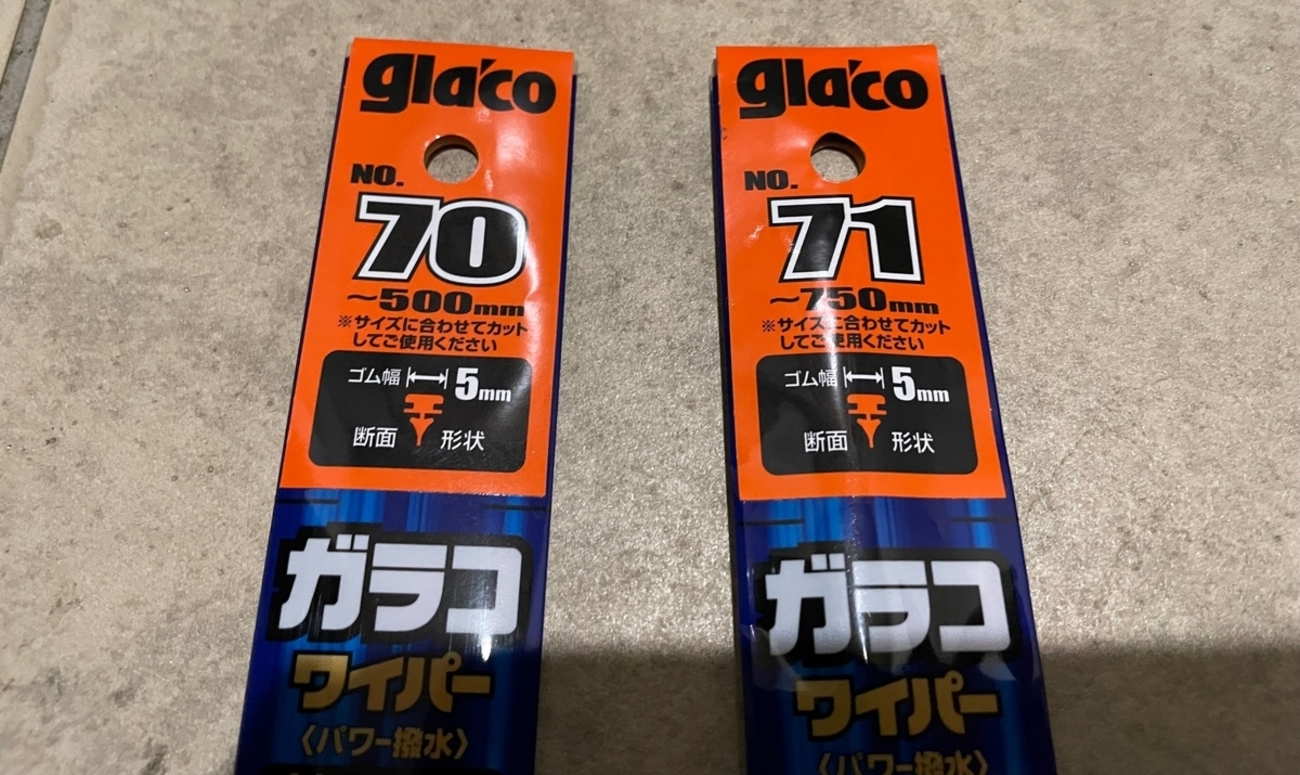 gla'co
NO.
70
～500mm
※サイズに合わせてカット
してご使用ください
ゴム幅 5mm
断面 形状
ガラコ
ワイパー
〈パワー撥水〉
gla'co
NO.
71
～750mm
※サイズに合わせてカット
してご使用ください
ゴム幅 5mm
断面 形状
ガラコ
ワイパー
〈パワー撥水〉